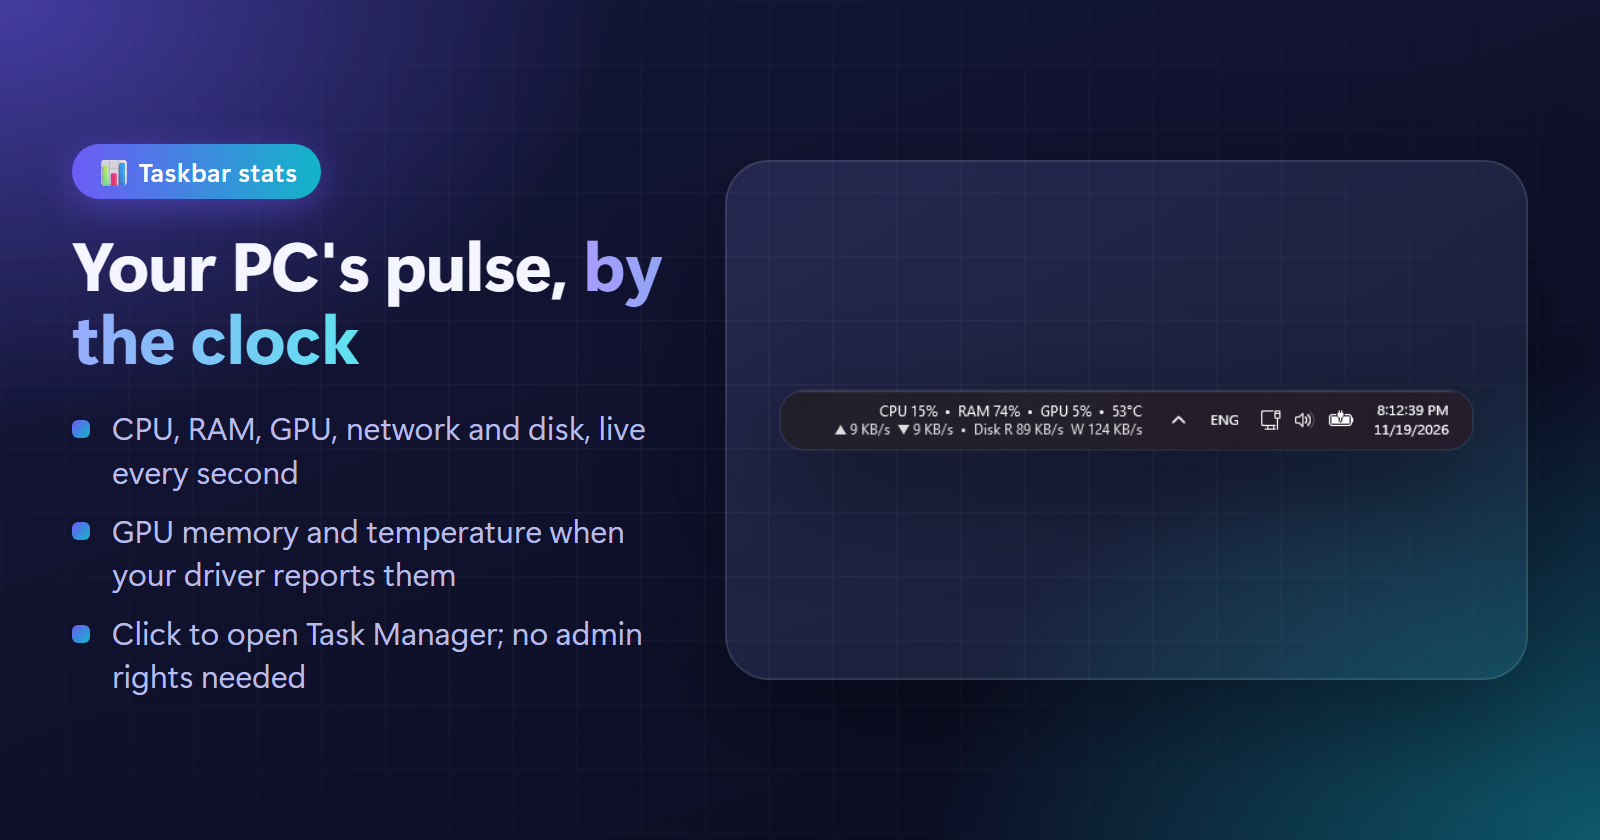 Taskbar stats
Your PC's pulse, by
the clock
CPU, RAM, GPU, network and disk, live
every second
GPU memory and temperature when
your driver reports them
Click to open Task Manager; no admin
rights needed
CPU 15% • RAM 74% • GPU 5% • 53°C
▲ 9 KB/s ▼ 9 KB/s • Disk R 89 KB/s W 124 KB/s
ENG
8:12:39 PM
11/19/2026